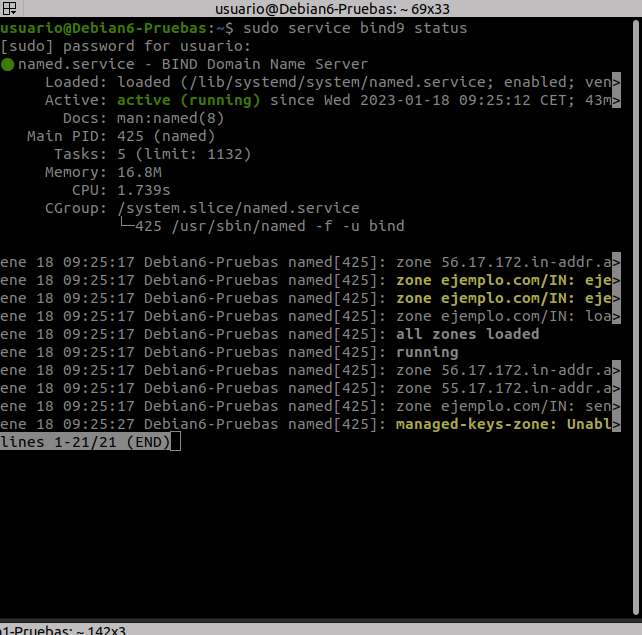 usuario@Debian6-Pruebas: ~ 69x33
usuario@Debian6-Pruebas:~$ sudo service bind9 status
[sudo] password for usuario:
● named.service - BIND Domain Name Server
     Loaded: loaded (/lib/systemd/system/named.service; enabled; ven>
     Active: active (running) since Wed 2023-01-18 09:25:12 CET; 43m>
       Docs: man:named(8)
   Main PID: 425 (named)
      Tasks: 5 (limit: 1132)
     Memory: 16.8M
        CPU: 1.739s
     CGroup: /system.slice/named.service
             └─425 /usr/sbin/named -f -u bind
ene 18 09:25:17 Debian6-Pruebas named[425]: zone 56.17.172.in-addr.a>
ene 18 09:25:17 Debian6-Pruebas named[425]: zone ejemplo.com/IN: eje>
ene 18 09:25:17 Debian6-Pruebas named[425]: zone ejemplo.com/IN: eje>
ene 18 09:25:17 Debian6-Pruebas named[425]: zone ejemplo.com/IN: loa>
ene 18 09:25:17 Debian6-Pruebas named[425]: all zones loaded
ene 18 09:25:17 Debian6-Pruebas named[425]: running
ene 18 09:25:17 Debian6-Pruebas named[425]: zone 56.17.172.in-addr.a>
ene 18 09:25:17 Debian6-Pruebas named[425]: zone 55.17.172.in-addr.a>
ene 18 09:25:17 Debian6-Pruebas named[425]: zone ejemplo.com/IN: sen>
ene 18 09:25:27 Debian6-Pruebas named[425]: managed-keys-zone: Unabl>
lines 1-21/21 (END)
1-Pruebas: ~ 142x3